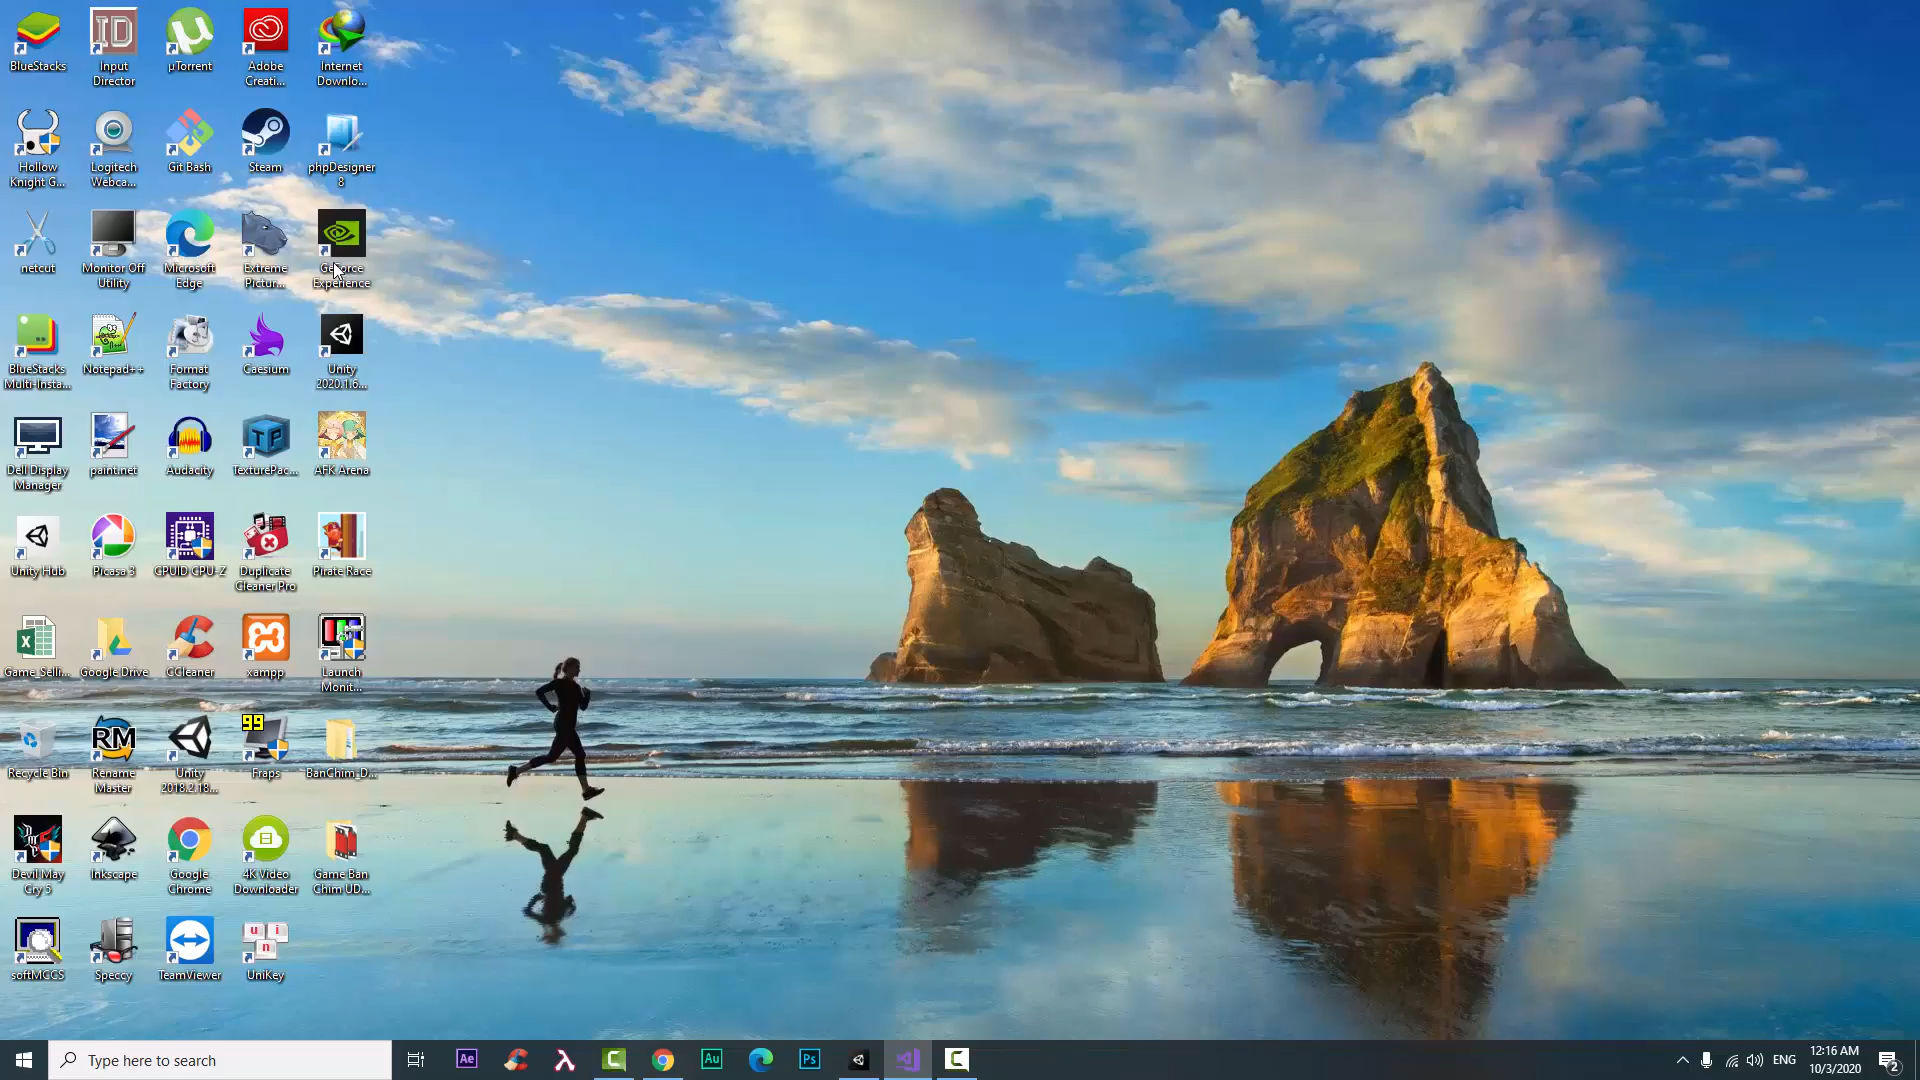 BlueStacks
Input
Director
µTorrent
Adobe
Creati...
Internet
Downlo...
Hollow
Knight G...
Logitech
Webca...
Git Bash
Steam
phpDesigner
8
netcut
Monitor Off
Utility
Microsoft
Edge
Extreme
Pictur...
GeForce
Experience
BlueStacks
Multi-Insta...
Notepad++
Format
Factory
Caesium
Unity
2020.1.6...
Dell Display
Manager
paint.net
Audacity
TexturePac...
AFK Arena
Unity Hub
Picasa 3
CPUID CPU-Z
Duplicate
Cleaner Pro
Pirate Race
Game_Selli...
Google Drive
CCleaner
xampp
Launch
Monit...
Recycle Bin
Rename
Master
Unity
2018.2.18...
Fraps
BanChim_D...
Devil May
Cry 5
Inkscape
Google
Chrome
4K Video
Downloader
Game Ban
Chim UD...
softMCCS
Speccy
TeamViewer
UniKey
Type here to search
Ae
Au
Ps
ENG
12:16 AM
10/3/2020
2